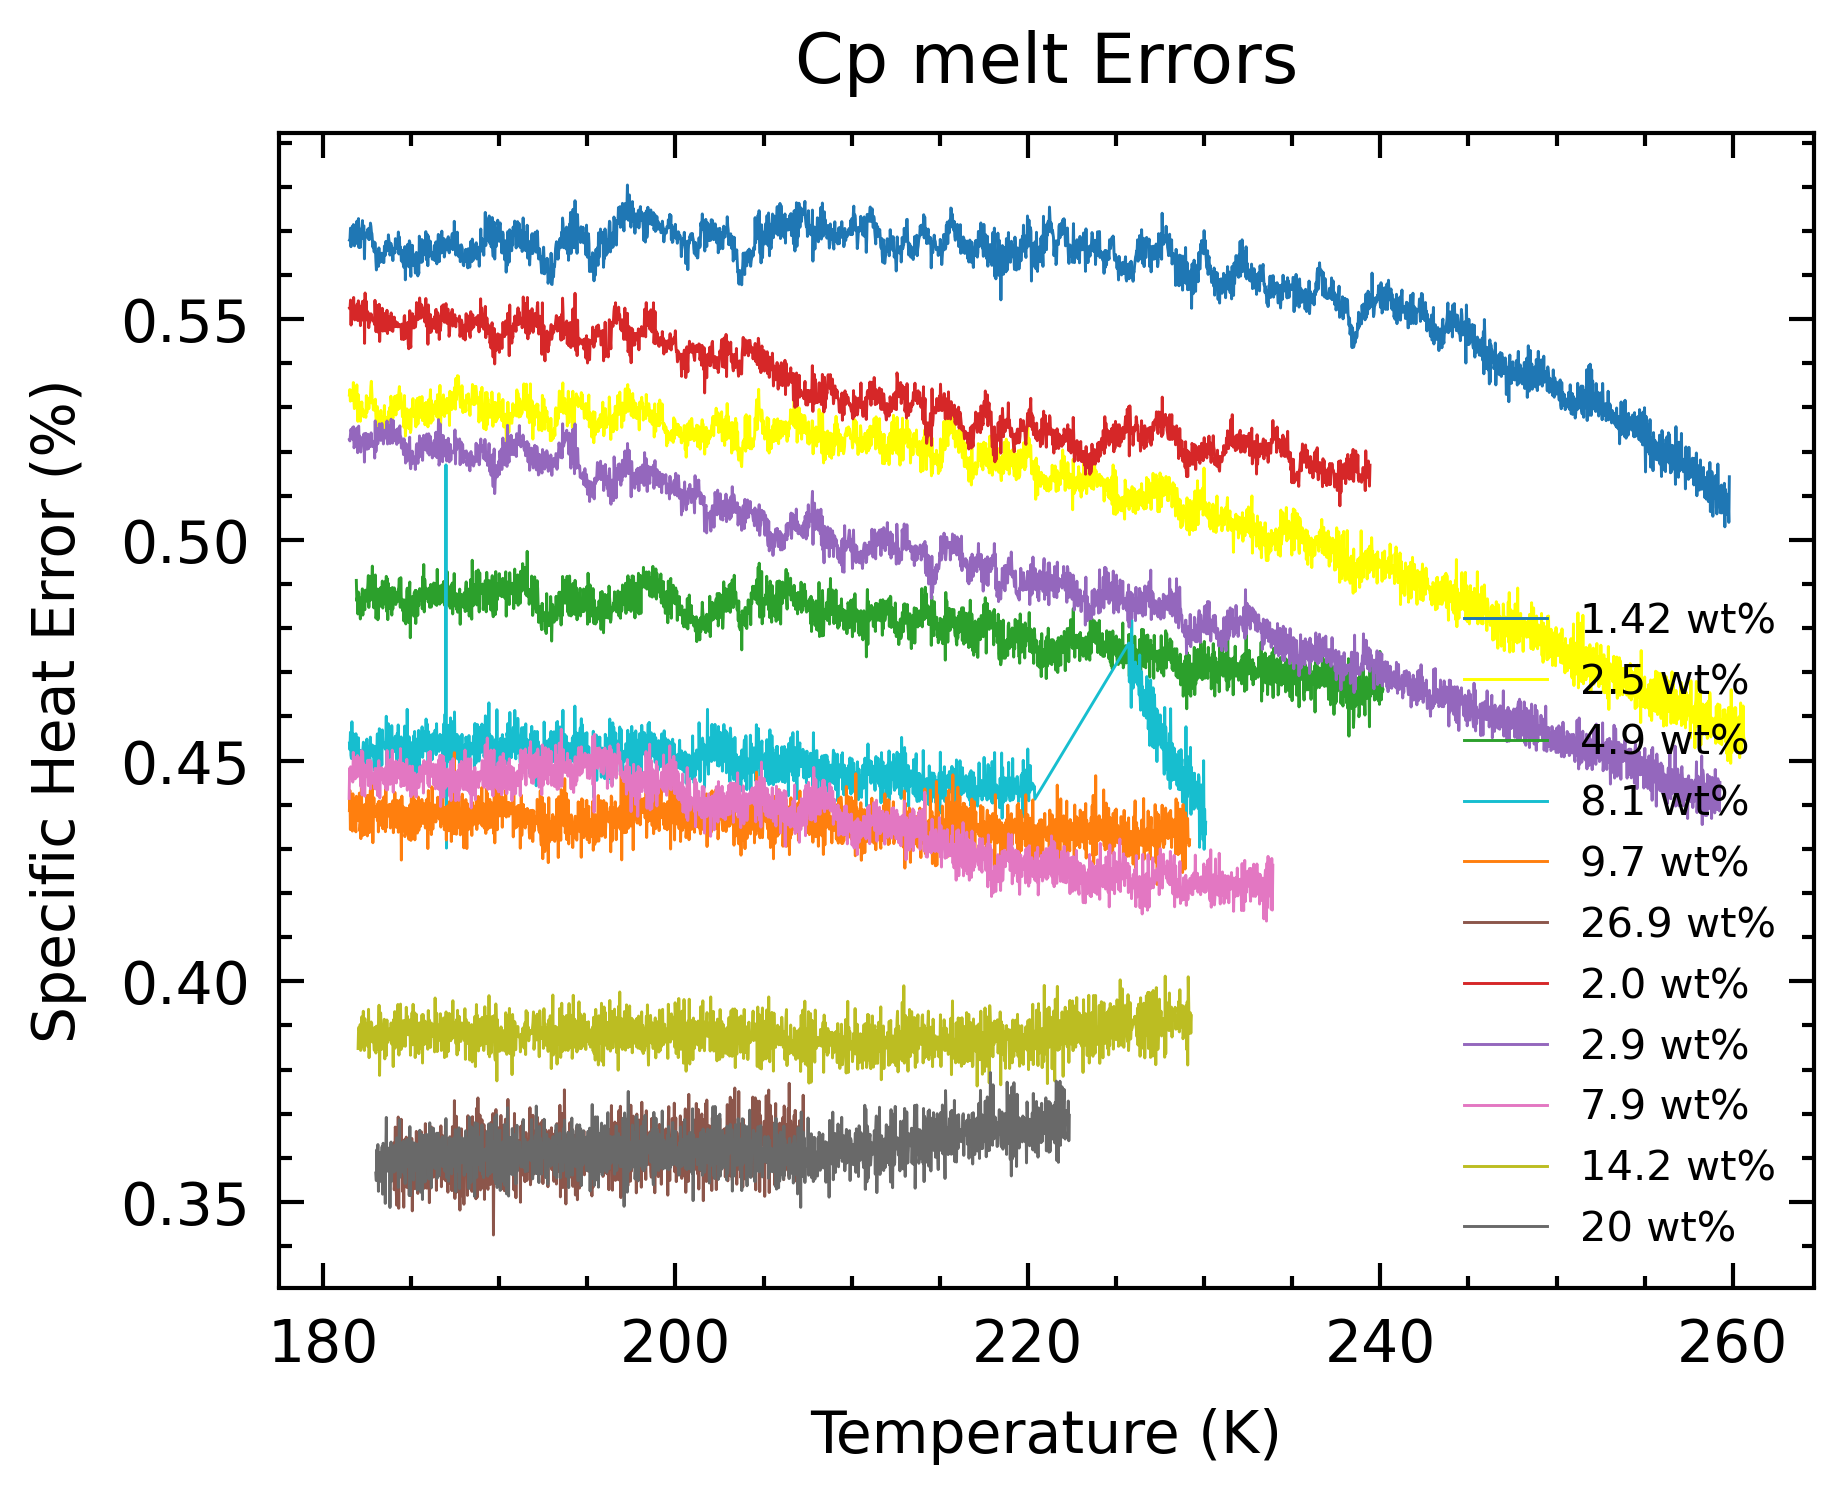 Cp melt Errors
Specific Heat Error (%)
0.55
0.50
0.45
0.40
0.35
1.42 wt%
2.5 wt%
4.9 wt%
8.1 wt%
9.7 wt%
26.9 wt%
2.0 wt%
2.9 wt%
7.9 wt%
14.2 wt%
20 wt%
180 200 220 240 260
Temperature (K)